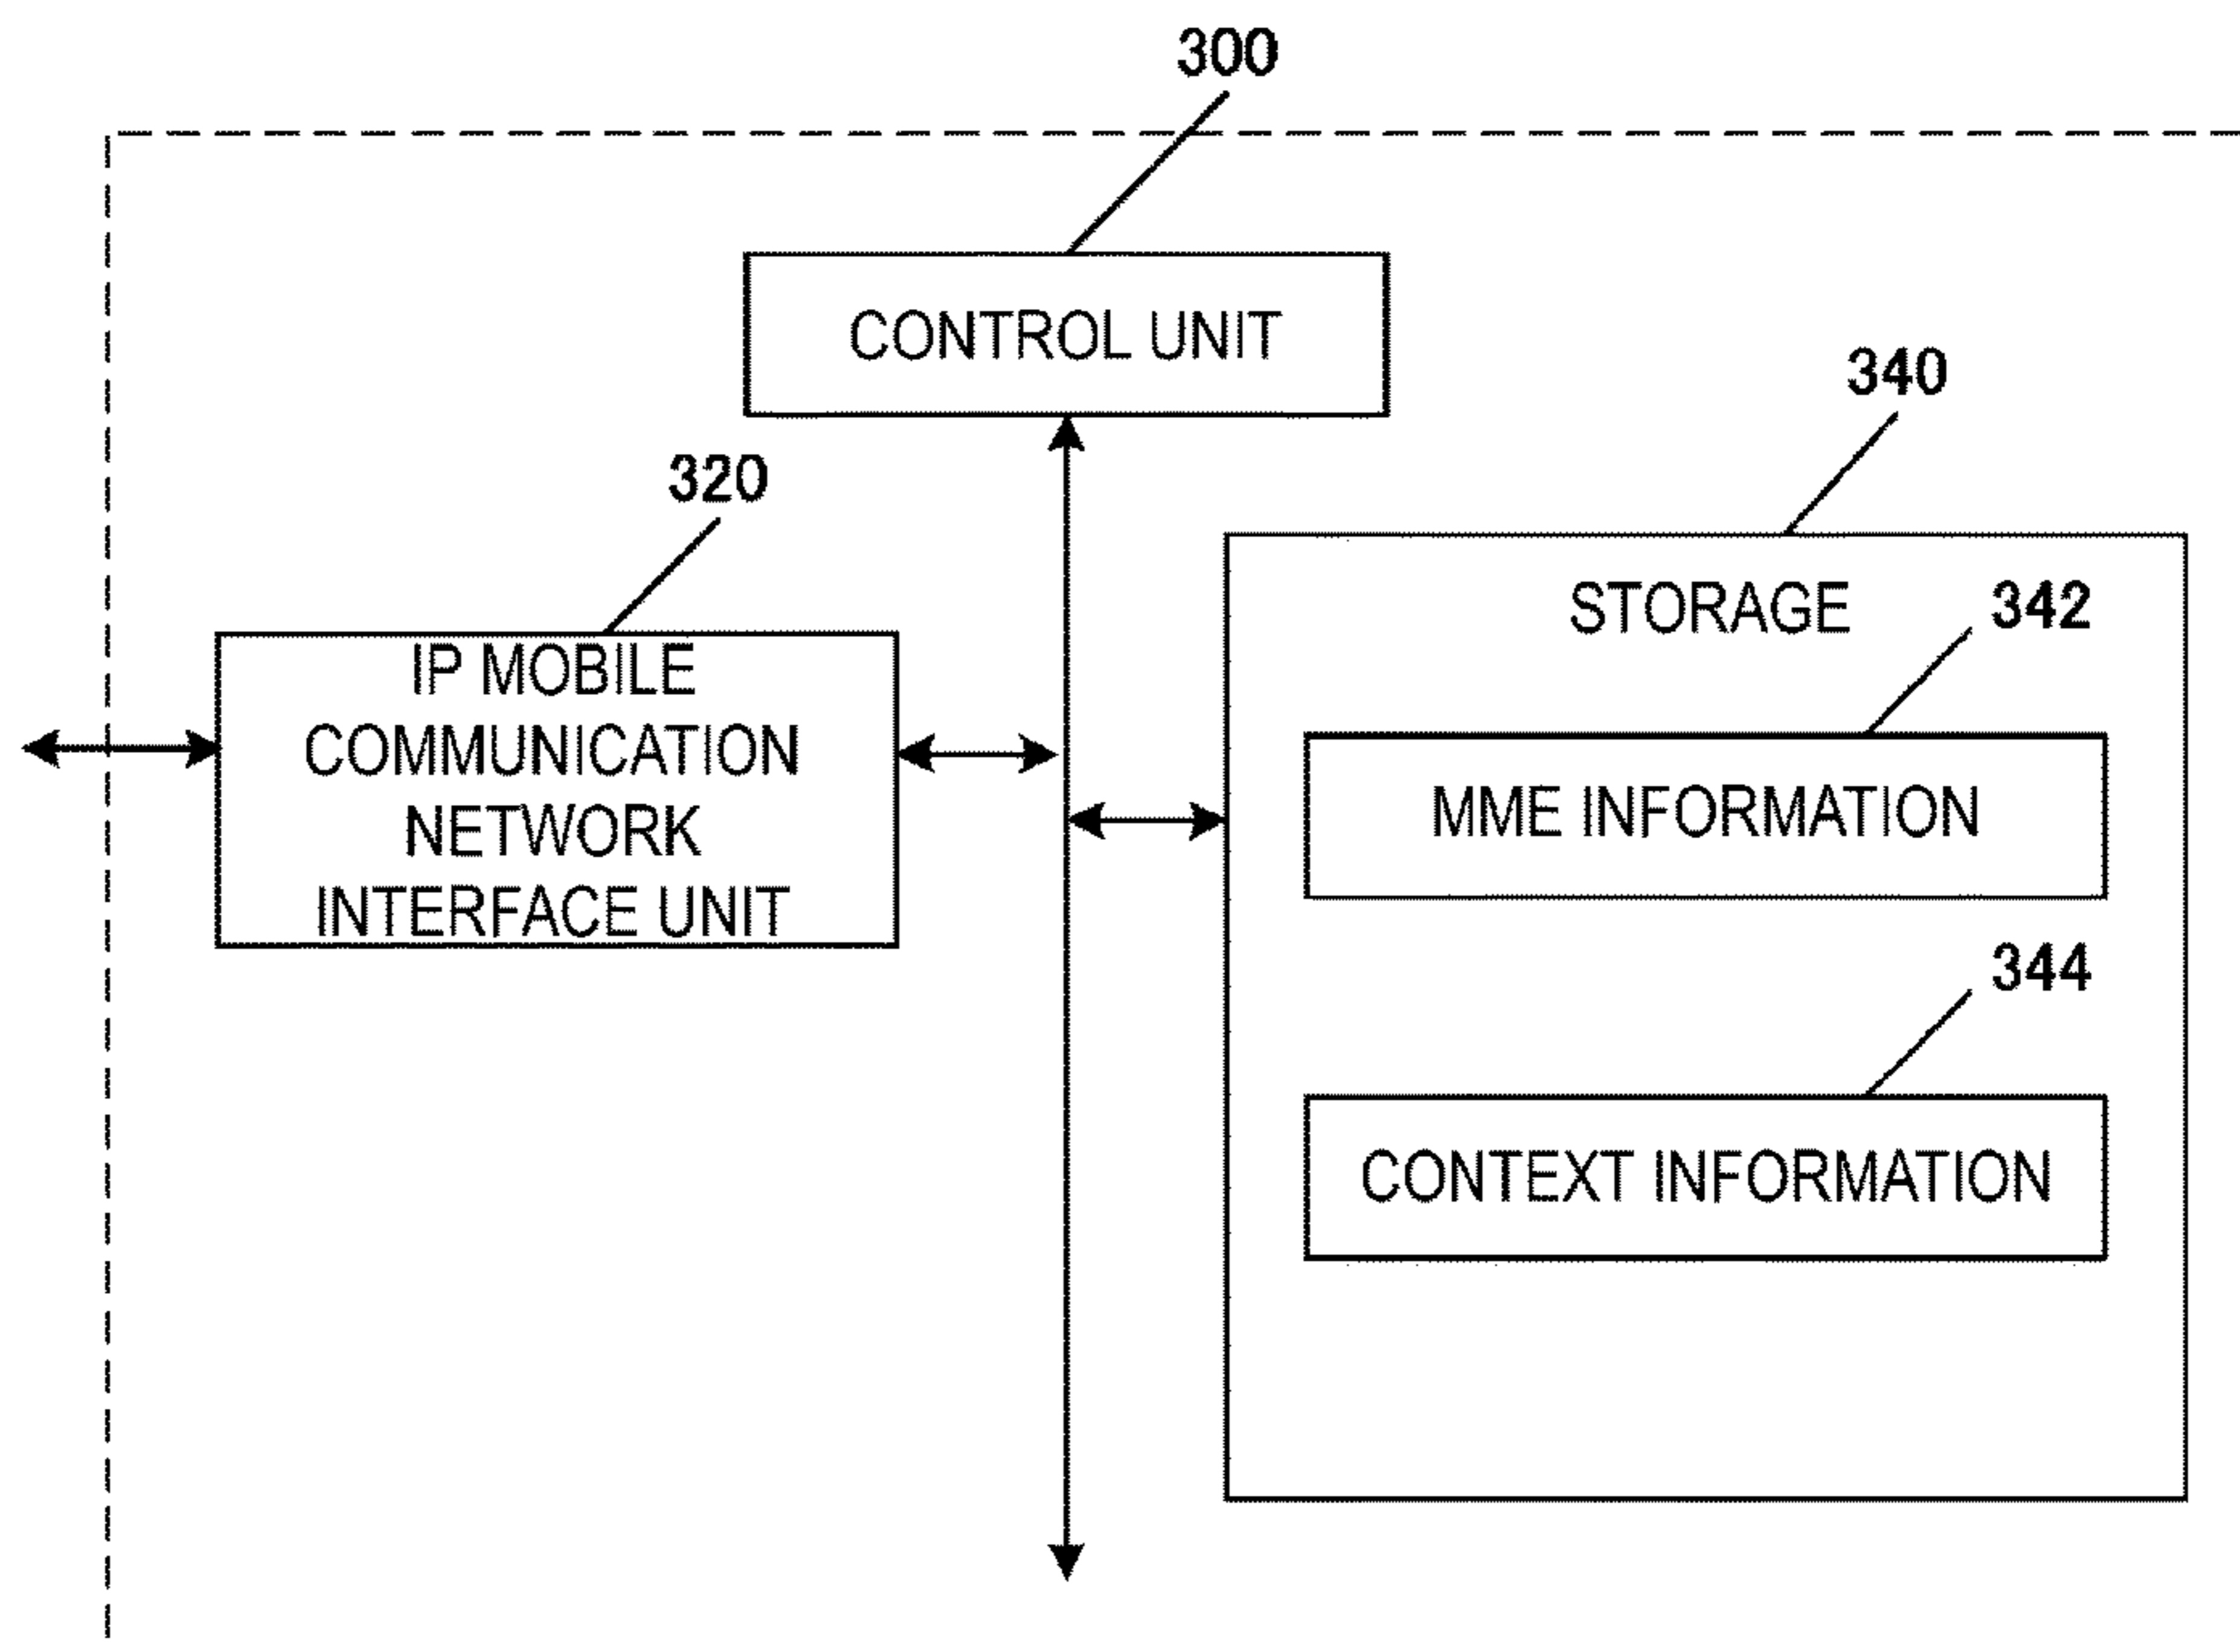 300
CONTROL UNIT
340
320
STORAGE
342
IP MOBILE
COMMUNICATION
NETWORK
INTERFACE UNIT
MME INFORMATION
344
CONTEXT INFORMATION